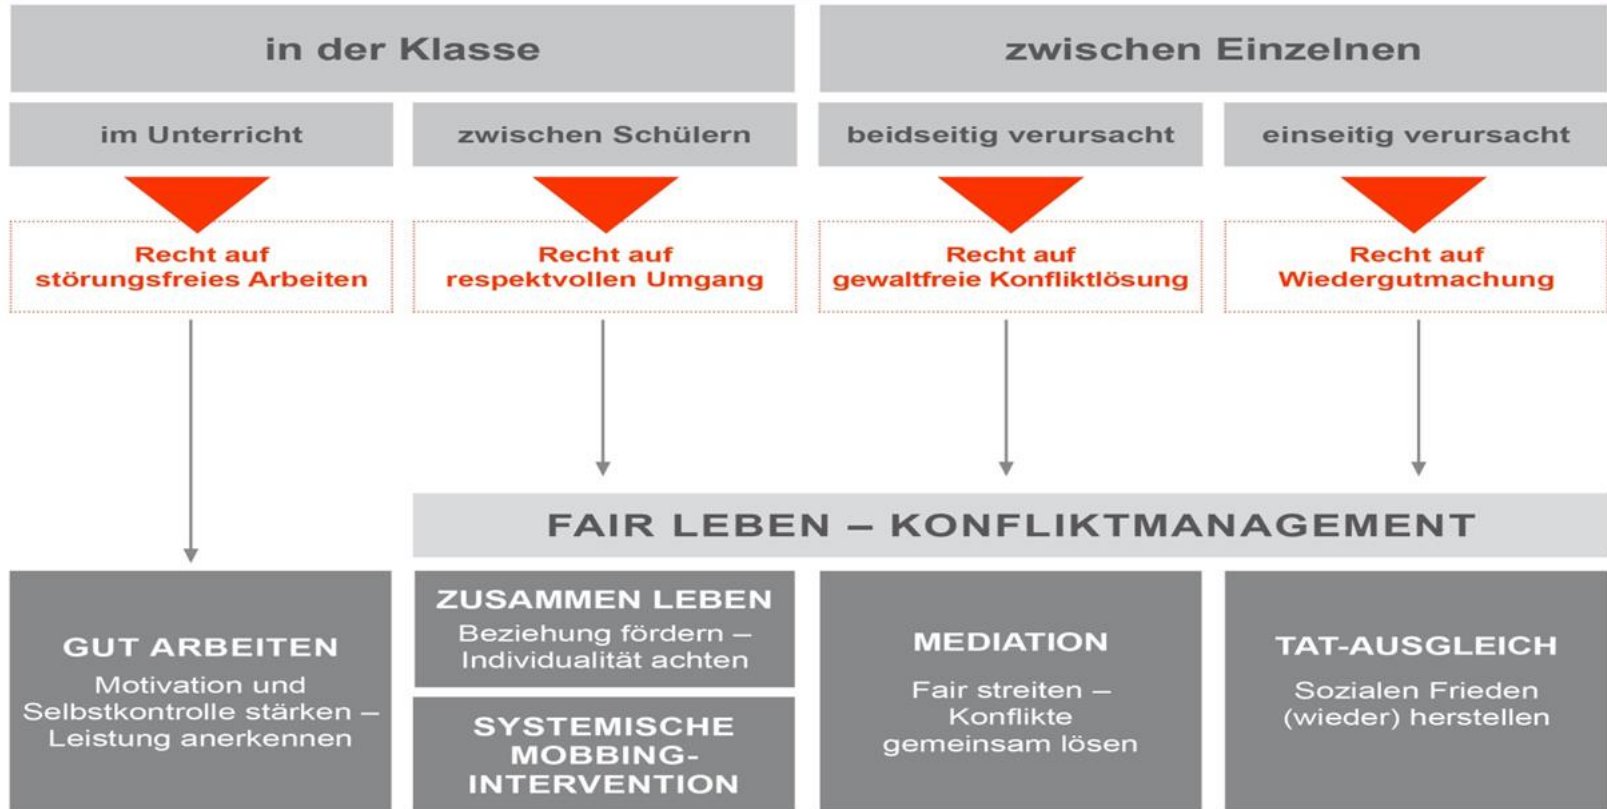 in der Klasse
zwischen Einzelnen
im Unterricht
zwischen Schülern
beidseitig verursacht
einseitig verursacht
Recht auf
störungsfreies Arbeiten
Recht auf
respektvollen Umgang
Recht auf
gewaltfreie Konfliktlösung
Recht auf
Wiedergutmachung
FAIR LEBEN – KONFLIKTMANAGEMENT
GUT ARBEITEN
Motivation und
Selbstkontrolle stärken –
Leistung anerkennen
ZUSAMMEN LEBEN
Beziehung fördern –
Individualität achten
SYSTEMISCHE
MOBBING-
INTERVENTION
MEDIATION
Fair streiten –
Konflikte
gemeinsam lösen
TAT-AUSGLEICH
Sozialen Frieden
(wieder) herstellen